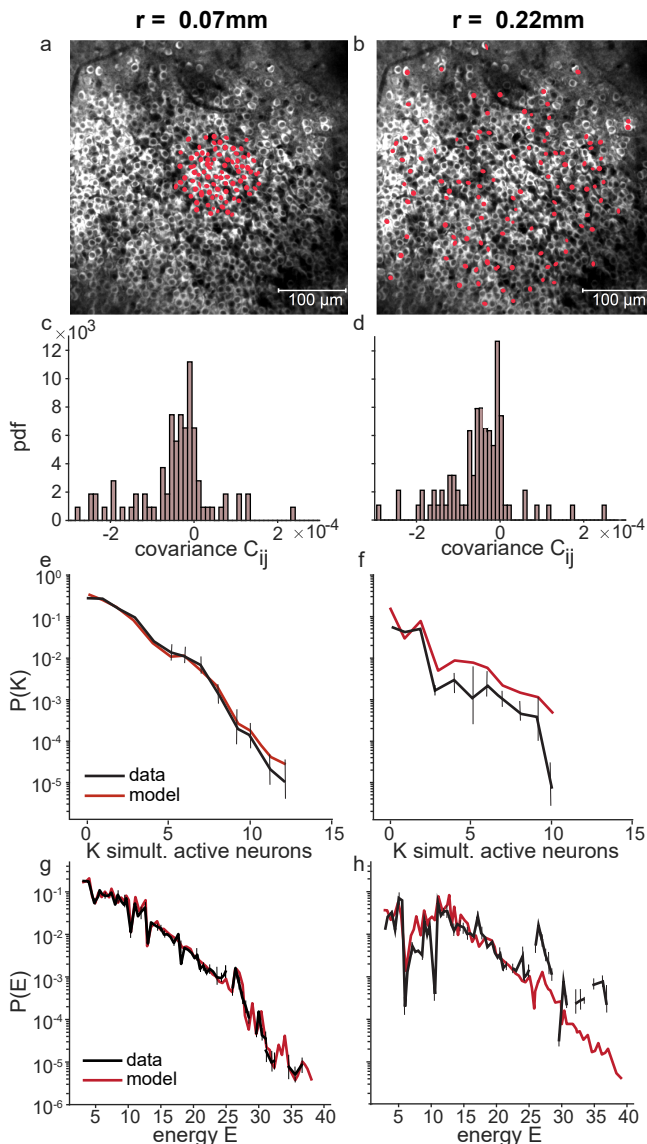 r = 0.07mm r = 0.22mm
a b
100 µm 100 µm
c d
×10³
12
10
8
6
4
2
0
pdf
-2 0 2 ×10⁻⁴
covariance Cij
-2 0 2 ×10⁻⁴
covariance Cij
e f
10⁰
10⁻¹
10⁻²
10⁻³
10⁻⁴
10⁻⁵
P(K)
data
model
0 5 10 15
K simult. active neurons
0 5 10 15
K simult. active neurons
g h
10⁻¹
10⁻²
10⁻³
10⁻⁴
10⁻⁵
10⁻⁶
P(E)
data
model
5 10 15 20 25 30 35 40
energy E
5 10 15 20 25 30 35 40
energy E